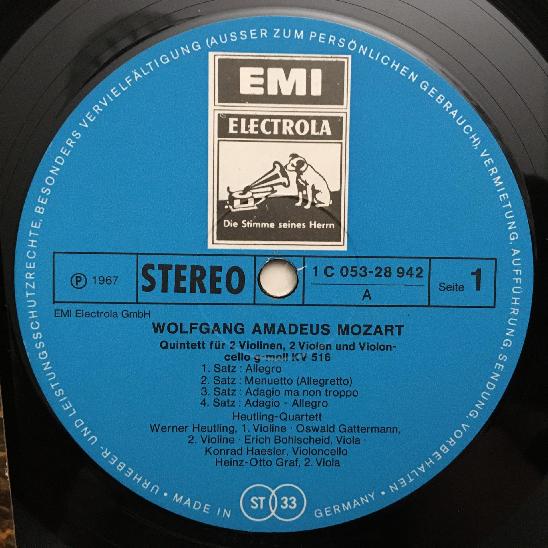 URHEBER- UND LEISTUNGSSCHUTZRECHTE, BESONDERS VERVIELFÄLTIGUNG (AUSSER ZUM PERSÖNLICHEN GEBRAUCH), VERMIETUNG, AUFFÜHRUNG, SENDUNG, VORBEHALTEN
EMI
ELECTROLA
Die Stimme seines Herrn
Ⓟ 1967 STEREO 1 C 053-28 942 Seite 1
A
EMI Electrola GmbH
WOLFGANG AMADEUS MOZART
Quintett für 2 Violinen, 2 Violen und Violon-
cello g-moll KV 516
1. Satz: Allegro
2. Satz: Menuetto (Allegretto)
3. Satz: Adagio ma non troppo
4. Satz: Adagio - Allegro
Heutling-Quartett
Werner Heutling, 1. Violine · Oswald Gattermann,
2. Violine · Erich Bohlscheid, Viola ·
Konrad Haesler, Violoncello
Heinz-Otto Graf, 2. Viola
· MADE IN ST 33 GERMANY ·